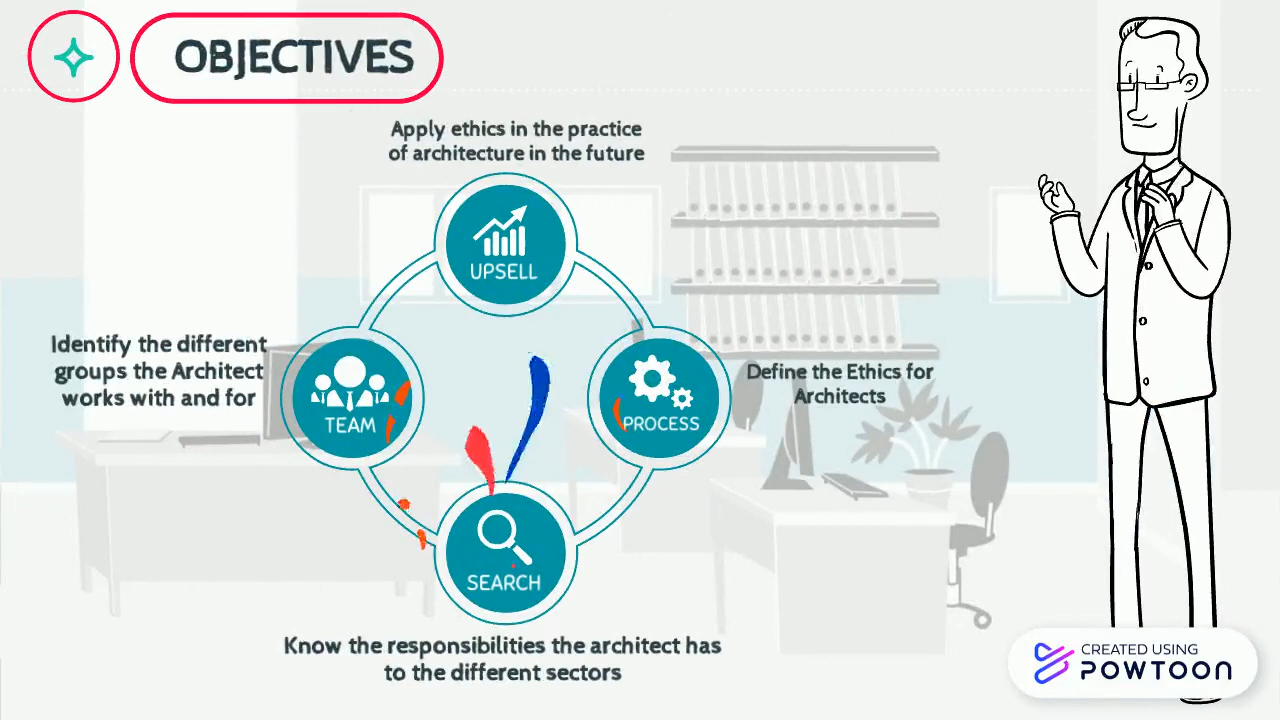 OBJECTIVES
Apply ethics in the practice
of architecture in the future
UPSELL
Identify the different
groups the Architect
works with and for
TEAM
PROCESS
Define the Ethics for
Architects
SEARCH
Know the responsibilities the architect has
to the different sectors
CREATED USING
POWTOON